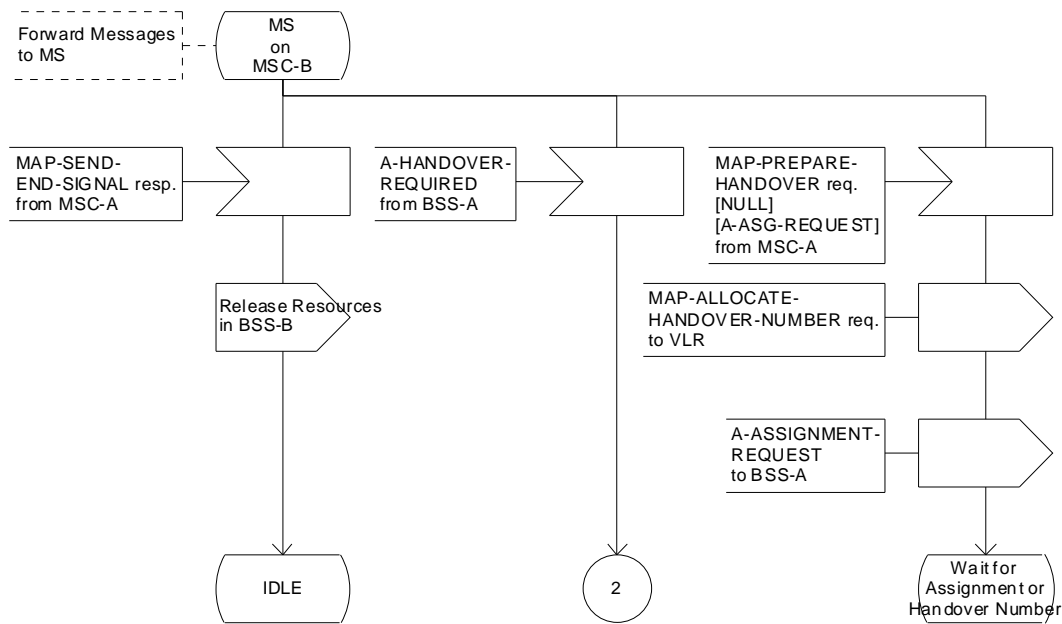 Forward Messages
to MS
MS
on
MSC-B
MAP-SEND-
END-SIGNAL resp.
from MSC-A
A-HANDOVER-
REQUIRED
from BSS-A
MAP-PREPARE-
HANDOVER req.
[NULL]
[A-ASG-REQUEST]
from MSC-A
Release Resources
in BSS-B
MAP-ALLOCATE-
HANDOVER-NUMBER req.
to VLR
A-ASSIGNMENT-
REQUEST
to BSS-A
IDLE
2
Wait for
Assignment or
Handover Number